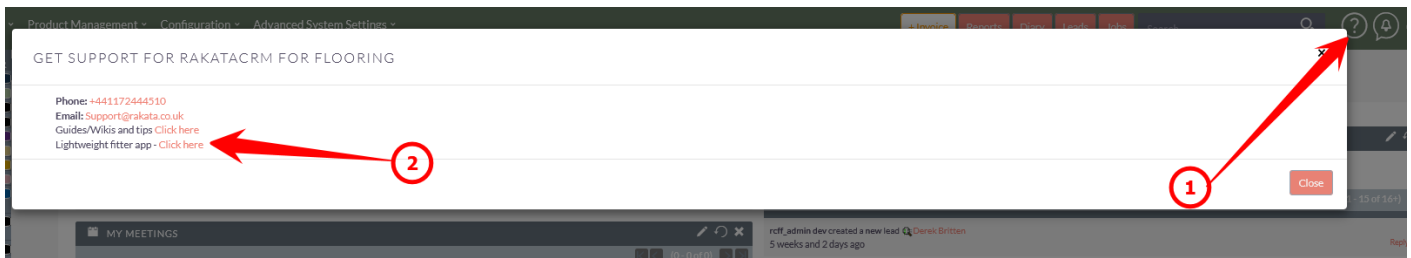 Product Management Configuration Advanced System Settings
+Invoice Reports Diary Leads Jobs Search
?
GET SUPPORT FOR RAKATACRM FOR FLOORING
x
Phone: +441172444510
Email: Support@rakata.co.uk
Guides/Wikis and tips Click here
Lightweight fitter app - Click here
2
1
Close
- 15 of 16+)
MY MEETINGS
(0 - 0 of 0)
rcff_admin dev created a new lead Derek Britten
5 weeks and 2 days ago
Reply